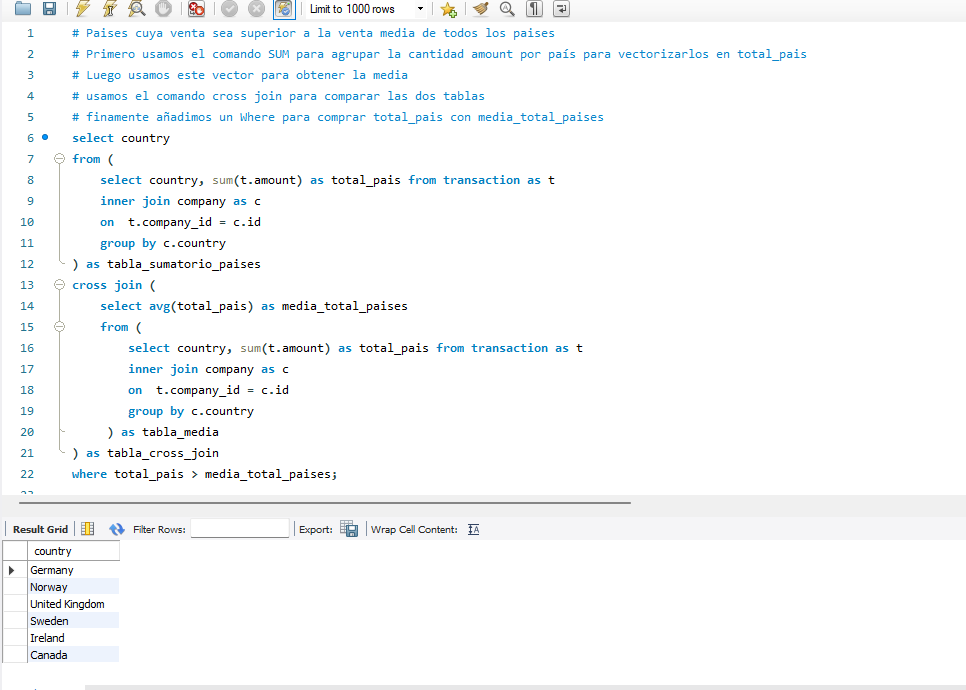 Limit to 1000 rows
1 # Paises cuya venta sea superior a la venta media de todos los paises
2 # Primero usamos el comando SUM para agrupar la cantidad amount por país para vectorizarlos en total_pais
3 # Luego usamos este vector para obtener la media
4 # usamos el comando cross join para comparar las dos tablas
5 # finamente añadimos un Where para comprar total_pais con media_total_paises
6 select country
7 from (
8 select country, sum(t.amount) as total_pais from transaction as t
9 inner join company as c
10 on t.company_id = c.id
11 group by c.country
12 ) as tabla_sumatorio_paises
13 cross join (
14 select avg(total_pais) as media_total_paises
15 from (
16 select country, sum(t.amount) as total_pais from transaction as t
17 inner join company as c
18 on t.company_id = c.id
19 group by c.country
20 ) as tabla_media
21 ) as tabla_cross_join
22 where total_pais > media_total_paises;
Result Grid Filter Rows: Export: Wrap Cell Content:
country
Germany
Norway
United Kingdom
Sweden
Ireland
Canada